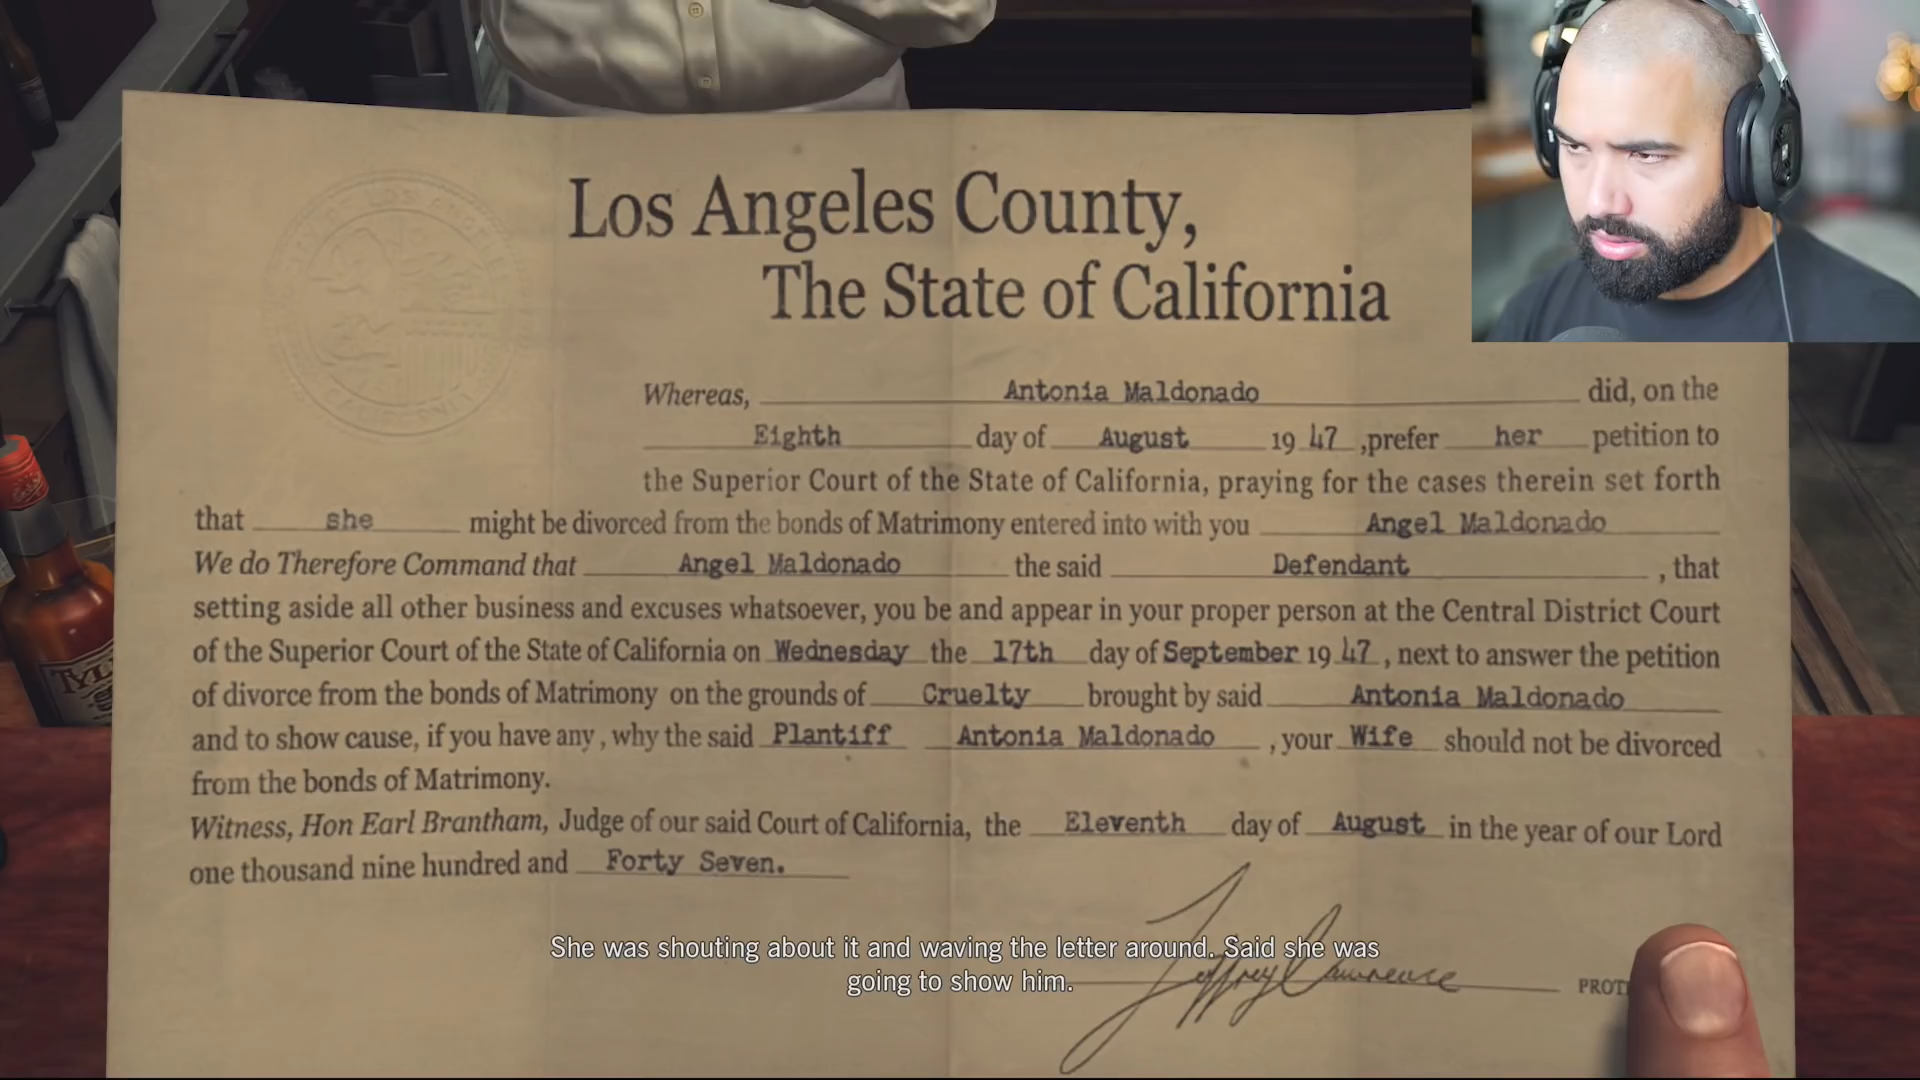 Los Angeles County,
The State of California
Whereas, Antonia Maldonado did, on the
Eighth day of August 19 47 ,prefer her petition to
the Superior Court of the State of California, praying for the cases therein set forth
that she might be divorced from the bonds of Matrimony entered into with you Angel Maldonado
We do Therefore Command that Angel Maldonado the said Defendant , that
setting aside all other business and excuses whatsoever, you be and appear in your proper person at the Central District Court
of the Superior Court of the State of California on Wednesday the 17th day of September 19 47 , next to answer the petition
of divorce from the bonds of Matrimony on the grounds of Cruelty brought by said Antonia Maldonado
and to show cause, if you have any , why the said Plantiff Antonia Maldonado , your Wife should not be divorced
from the bonds of Matrimony.
Witness, Hon Earl Brantham, Judge of our said Court of California, the Eleventh day of August in the year of our Lord
one thousand nine hundred and Forty Seven.
Jeffrey Lawrence
She was shouting about it and waving the letter around. Said she was
going to show him.